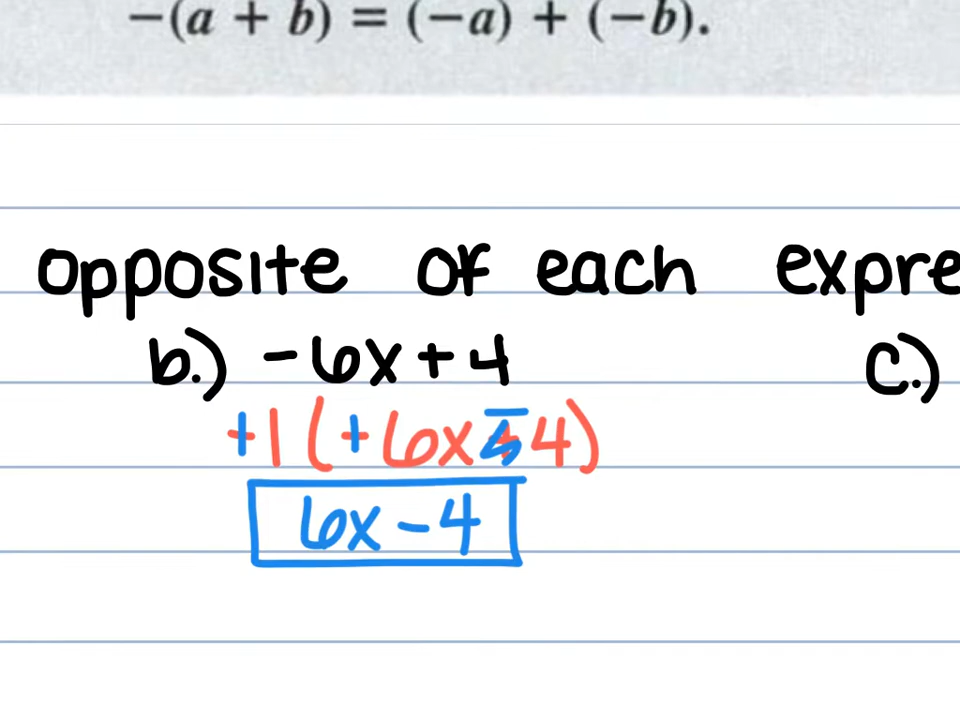 −(a + b) = (−a) + (−b).
opposite of each expre
b.) -6x+4 c.)
+1(+6x-4)
6x-4